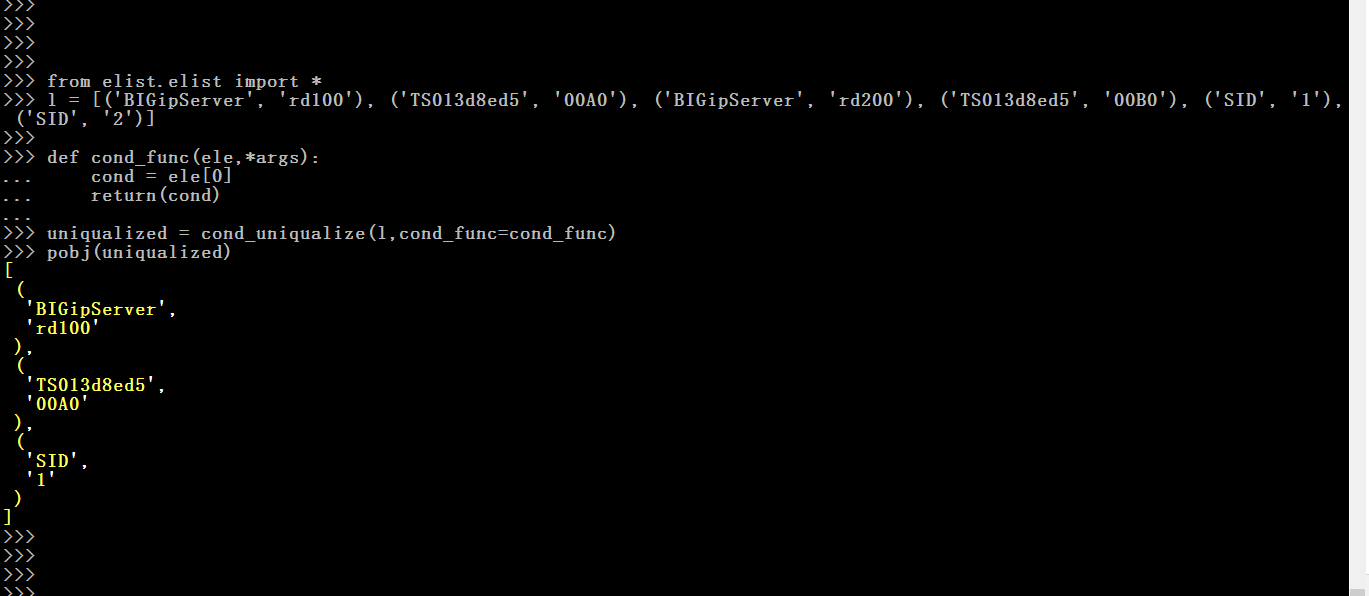 >>>
>>>
>>>
>>>
>>> from elist.elist import *
>>> l = [('BIGipServer', 'rd100'), ('TS013d8ed5', '00A0'), ('BIGipServer', 'rd200'), ('TS013d8ed5', '00B0'), ('SID', '1'),
 ('SID', '2')]
>>>
>>> def cond_func(ele,*args):
...     cond = ele[0]
...     return(cond)
...
>>> uniqualized = cond_uniqualize(l,cond_func=cond_func)
>>> pobj(uniqualized)
[
 (
  'BIGipServer',
  'rd100'
 ),
 (
  'TS013d8ed5',
  '00A0'
 ),
 (
  'SID',
  '1'
 )
]
>>>
>>>
>>>
>>>